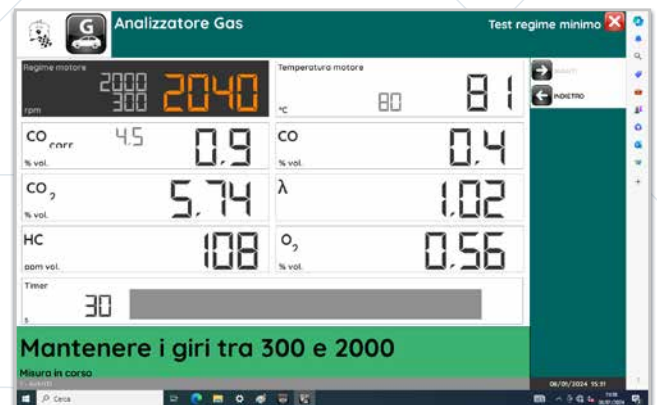 G
Analizzatore Gas
Test regime minimo
Regime motore
2000
300
2040
rpm
Temperatura motore
80
81
°C
AVANTI
INDIETRO
CO corr
4.5
0.9
% vol.
CO
0.4
% vol.
CO2
5.74
% vol.
λ
1.02
HC
108
ppm vol.
O2
0.56
% vol.
Timer
30
s
Mantenere i giri tra 300 e 2000
Misura in corso
08/01/2024 15:31
Cerca